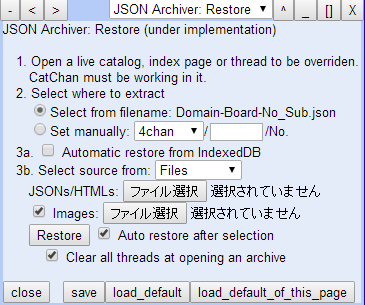 - < > JSON Archiver: Restore ^ _ [] X
JSON Archiver: Restore (under implementation)
1. Open a live catalog, index page or thread to be overriden.
CatChan must be working in it.
2. Select where to extract
Select from filename: Domain-Board-No_Sub.json
Set manually: 4chan / /No.
3a. Automatic restore from IndexedDB
3b. Select source from: Files
JSONs/HTMLs: ファイル選択 選択されていません
Images: ファイル選択 選択されていません
Restore Auto restore after selection
Clear all threads at opening an archive
close save load_default load_default_of_this_page